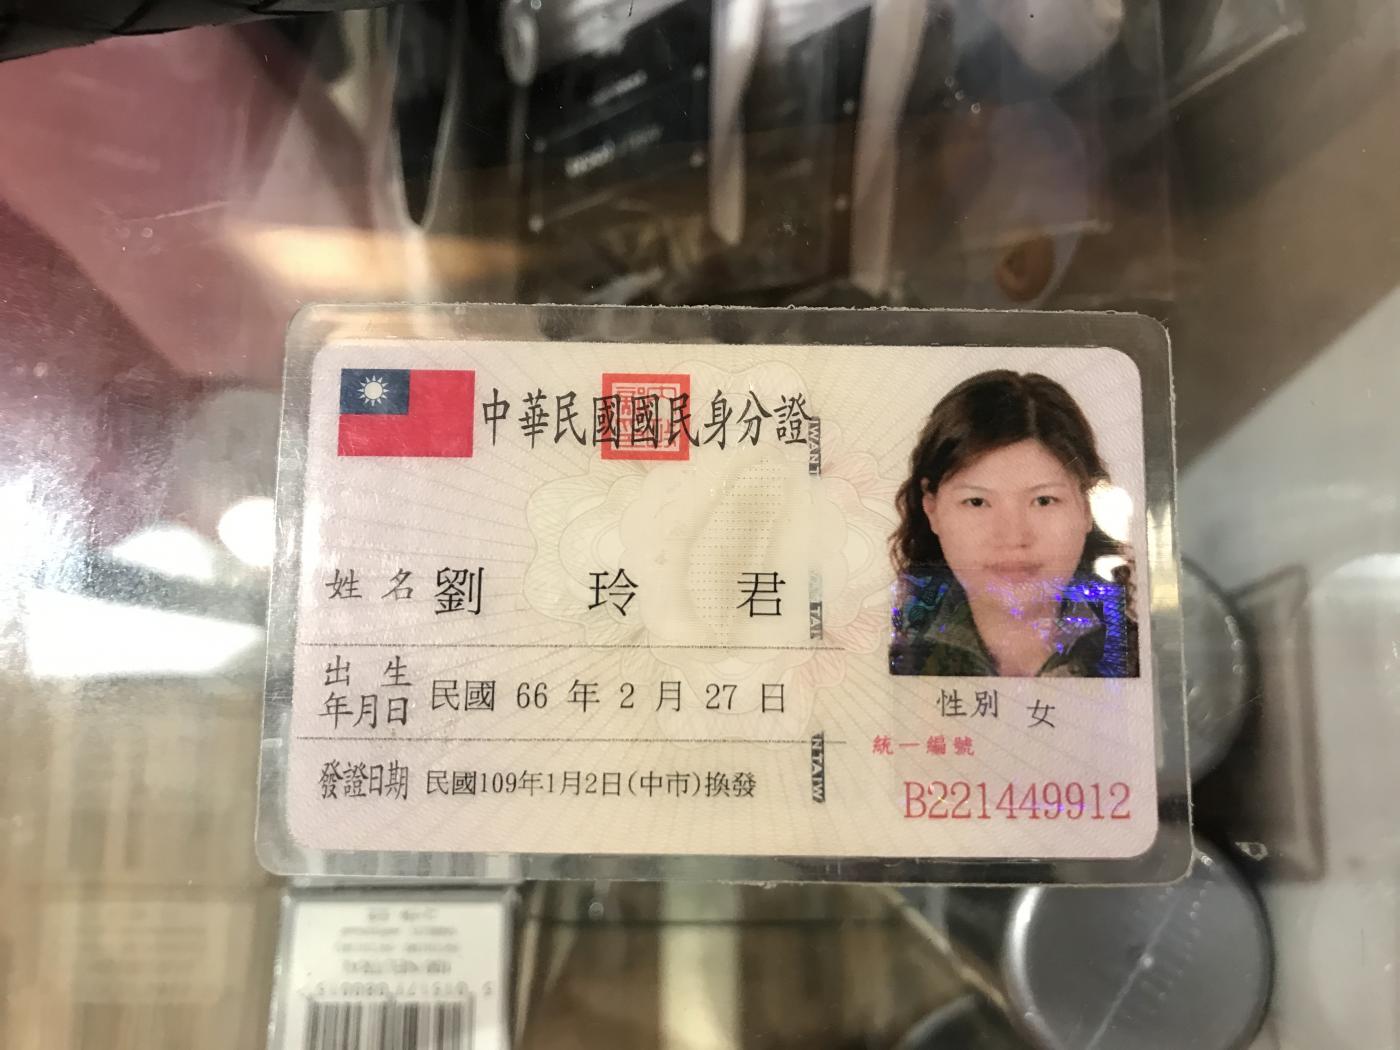 中華民國國民身分證
姓名 劉玲君
出生年月日 民國 66 年 2 月 27 日
發證日期 民國109年1月2日(中市)換發
性別 女
統一編號
B221449912